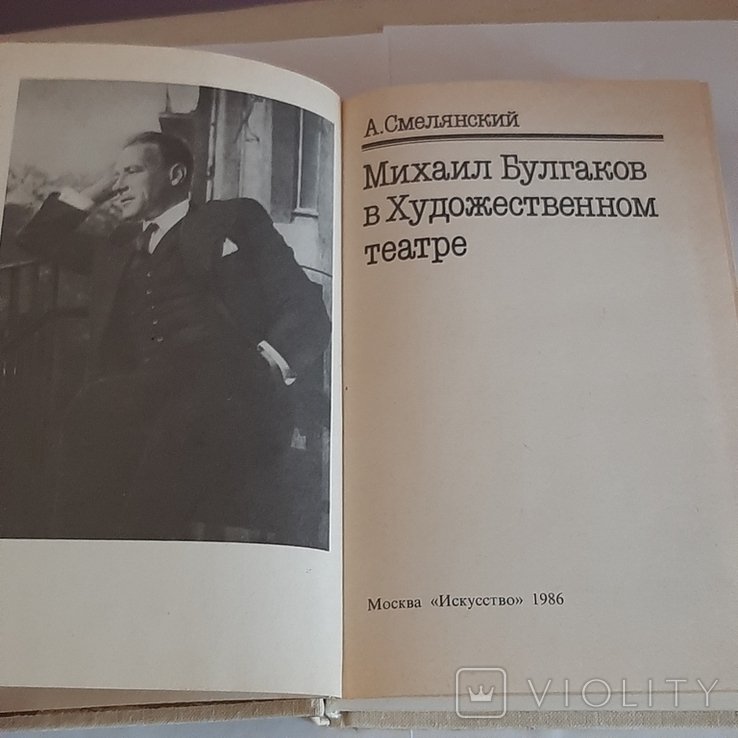 А.Смелянский
Михаил Булгаков
в Художественном
театре
Москва «Искусство» 1986
VIOLITY